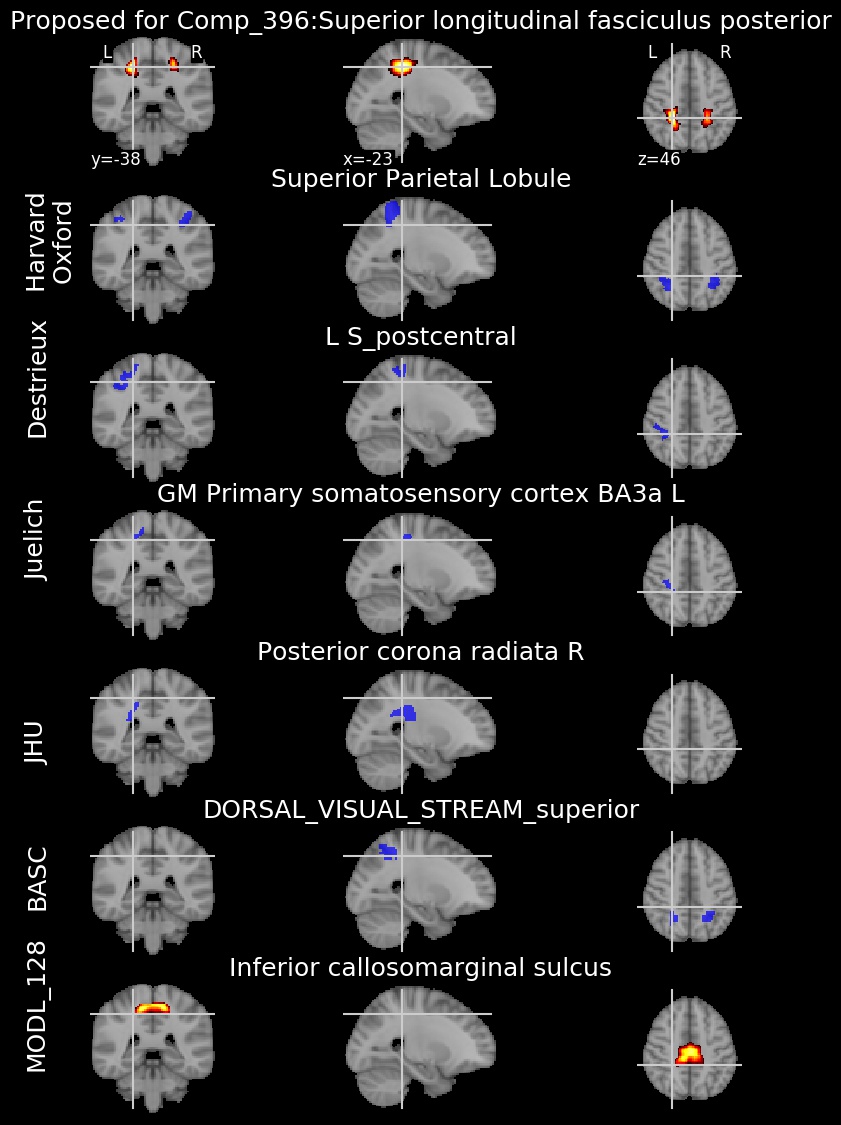 Proposed for Comp_396:Superior longitudinal fasciculus posterior
L R
L R
y=-38
x=-23
z=46
Superior Parietal Lobule
Harvard
Oxford
L S_postcentral
Destrieux
GM Primary somatosensory cortex BA3a L
Juelich
Posterior corona radiata R
JHU
DORSAL_VISUAL_STREAM_superior
BASC
Inferior callosomarginal sulcus
MODL_128